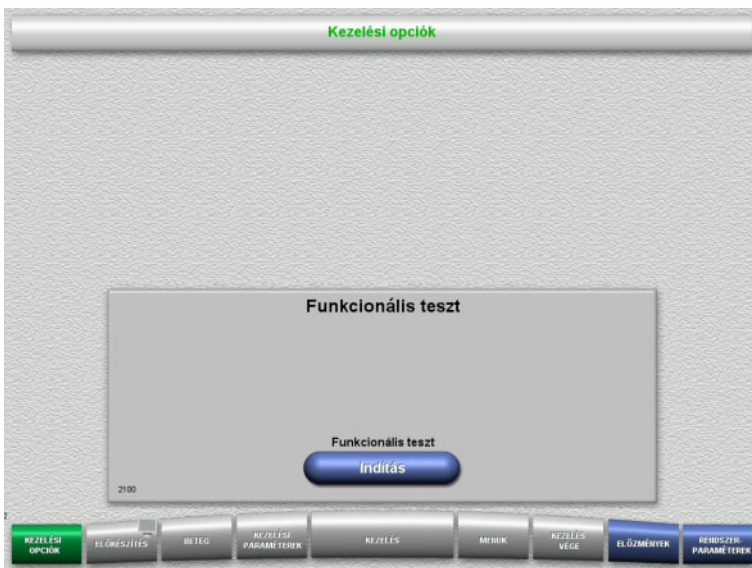 Kezelési opciók
Funkcionális teszt
Funkcionális teszt
Indítás
2100
KEZELÉSI
OPCIÓK
ELŐKÉSZÍTÉS
BETEG
KEZELÉSI
PARAMÉTEREK
KEZELÉS
MENÜK
KEZELÉS
VÉGE
ELŐZMÉNYEK
RENDSZER-
PARAMÉTEREK